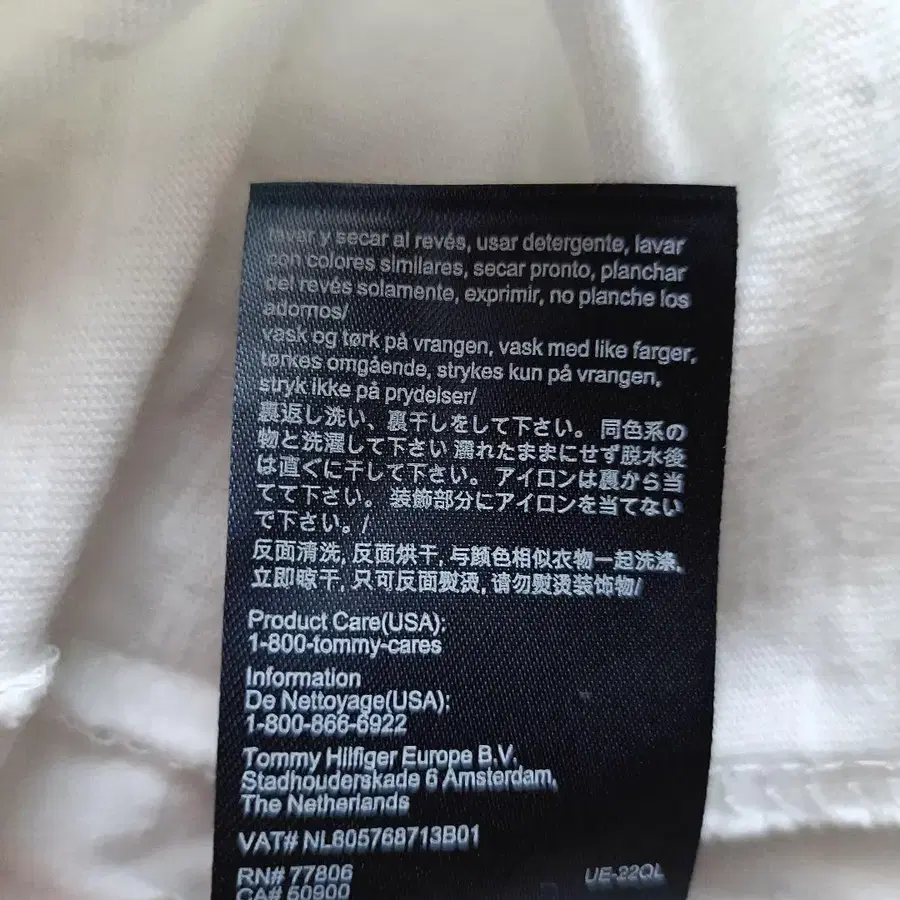 lavar y secar al revés, usar detergente, lavar
con colores similares, secar pronto, planchar
del revés solamente, exprimir, no planche los
adornos/
vask og tørk på vrangen, vask med like farger,
tørkes omgående, strykes kun på vrangen,
stryk ikke på prydelser/
裏返し洗い、裏干しをして下さい。 同色系の
物と洗濯して下さい 濡れたままにせず脱水後
は直ぐに干して下さい。 アイロンは裏から当
てて下さい。 装飾部分にアイロンを当てない
で下さい。/
反面清洗, 反面烘干, 与颜色相似衣物一起洗涤,
立即晾干, 只可反面熨烫, 请勿熨烫装饰物/
Product Care(USA):
1-800-tommy-cares
Information
De Nettoyage(USA):
1-800-866-6922
Tommy Hilfiger Europe B.V.
Stadhouderskade 6 Amsterdam,
The Netherlands
VAT# NL805768713B01
RN# 77806
CA# 50900
UE-22QL